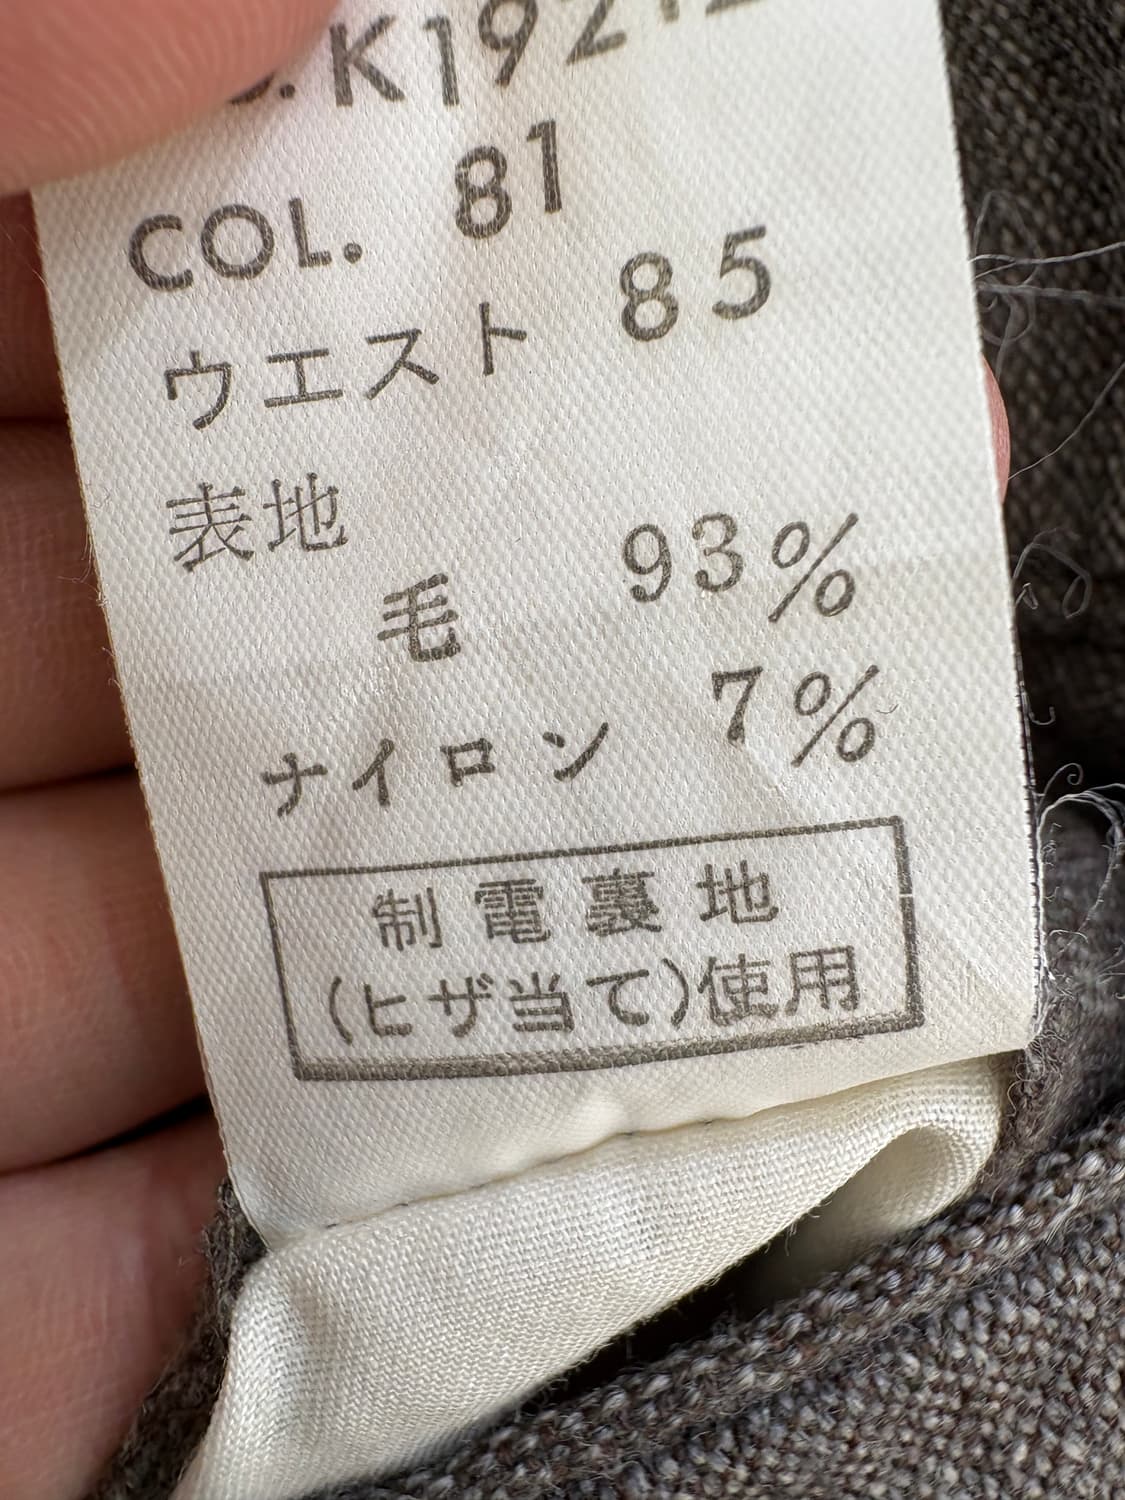 COL. 81
ウエスト 85
表地
毛 93%
ナイロン 7%
制電裏地
(ヒザ当て)使用